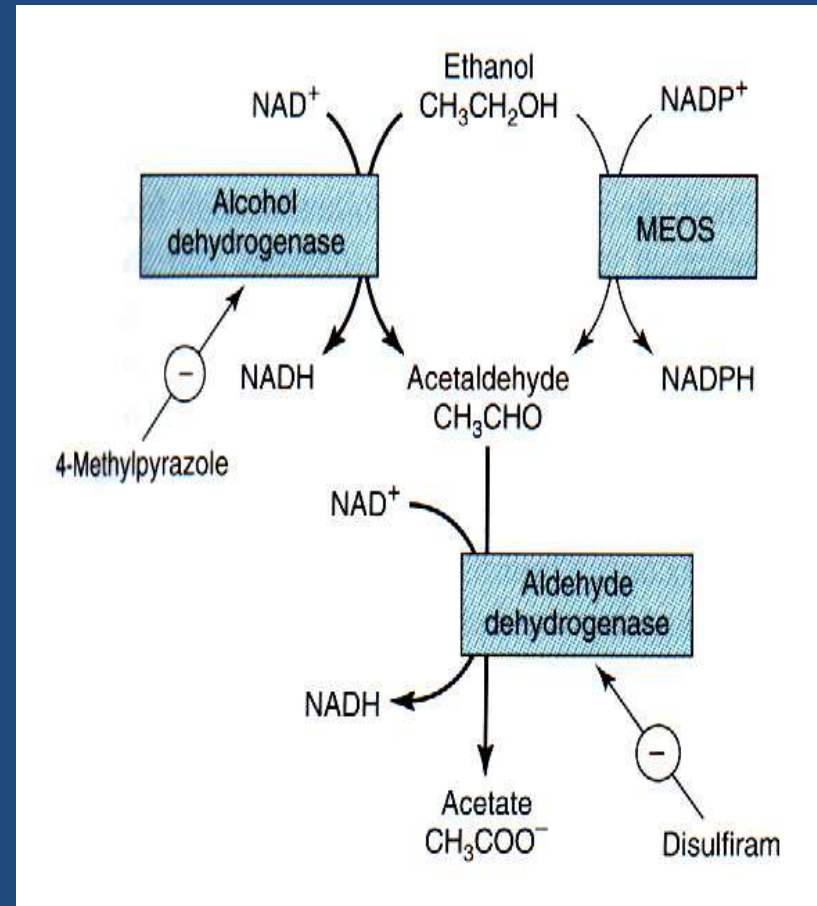 Ethanol
CH₃CH₂OH
NAD⁺
NADP⁺
Alcohol
dehydrogenase
MEOS
−
NADH
Acetaldehyde
CH₃CHO
NADPH
4-Methylpyrazole
NAD⁺
Aldehyde
dehydrogenase
NADH
−
Acetate
CH₃COO⁻
Disulfiram